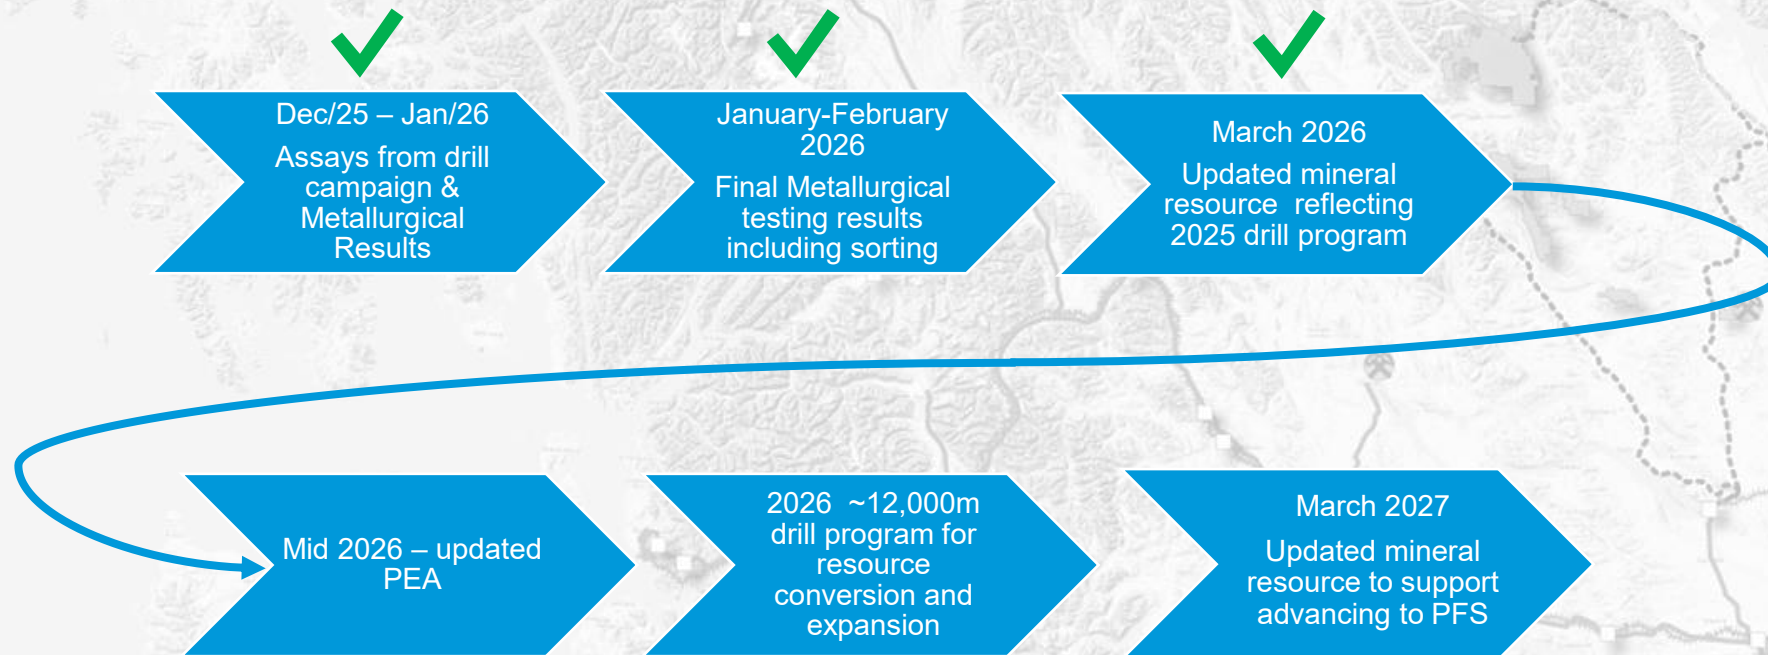 Dec/25 – Jan/26
Assays from drill
campaign &
Metallurgical
Results
January-February
2026
Final Metallurgical
testing results
including sorting
March 2026
Updated mineral
resource  reflecting
2025 drill program
Mid 2026 – updated
PEA
2026  ~12,000m
drill program for
resource
conversion and
expansion
March 2027
Updated mineral
resource to support
advancing to PFS